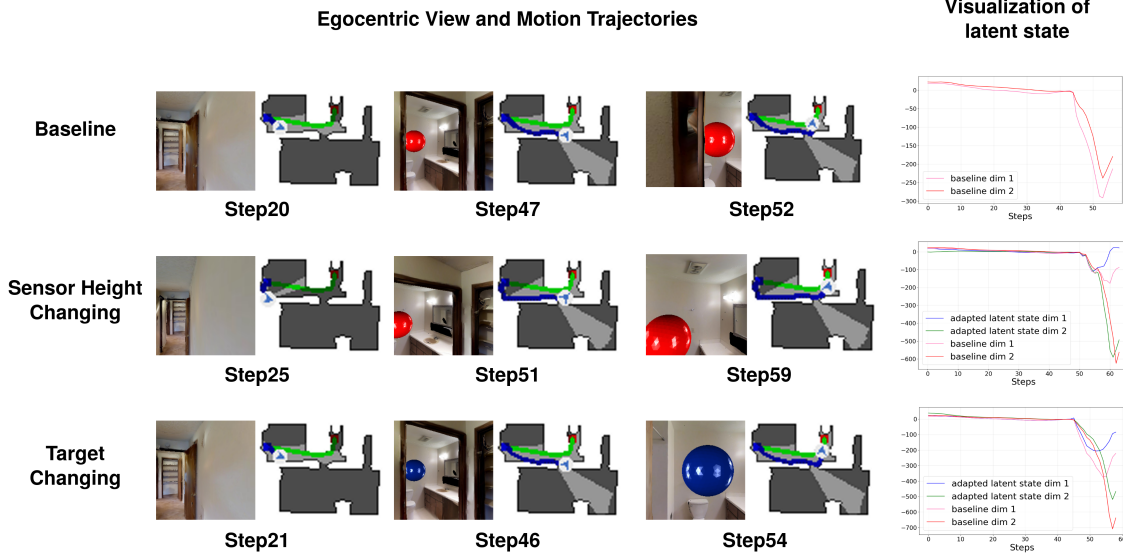 Egocentric View and Motion Trajectories
Visualization of
latent state
Baseline
Step20
Step47
Step52
0
−50
−100
−150
−200
−250
−300
baseline dim 1
baseline dim 2
0
10
20
30
40
50
Steps
Sensor Height
Changing
Step25
Step51
Step59
0
−100
−200
−300
−400
−500
−600
adapted latent state dim 1
adapted latent state dim 2
baseline dim 1
baseline dim 2
0
10
20
30
40
50
60
Steps
Target
Changing
Step21
Step46
Step54
0
−100
−200
−300
−400
−500
−600
−700
adapted latent state dim 1
adapted latent state dim 2
baseline dim 1
baseline dim 2
0
10
20
30
40
50
60
Steps